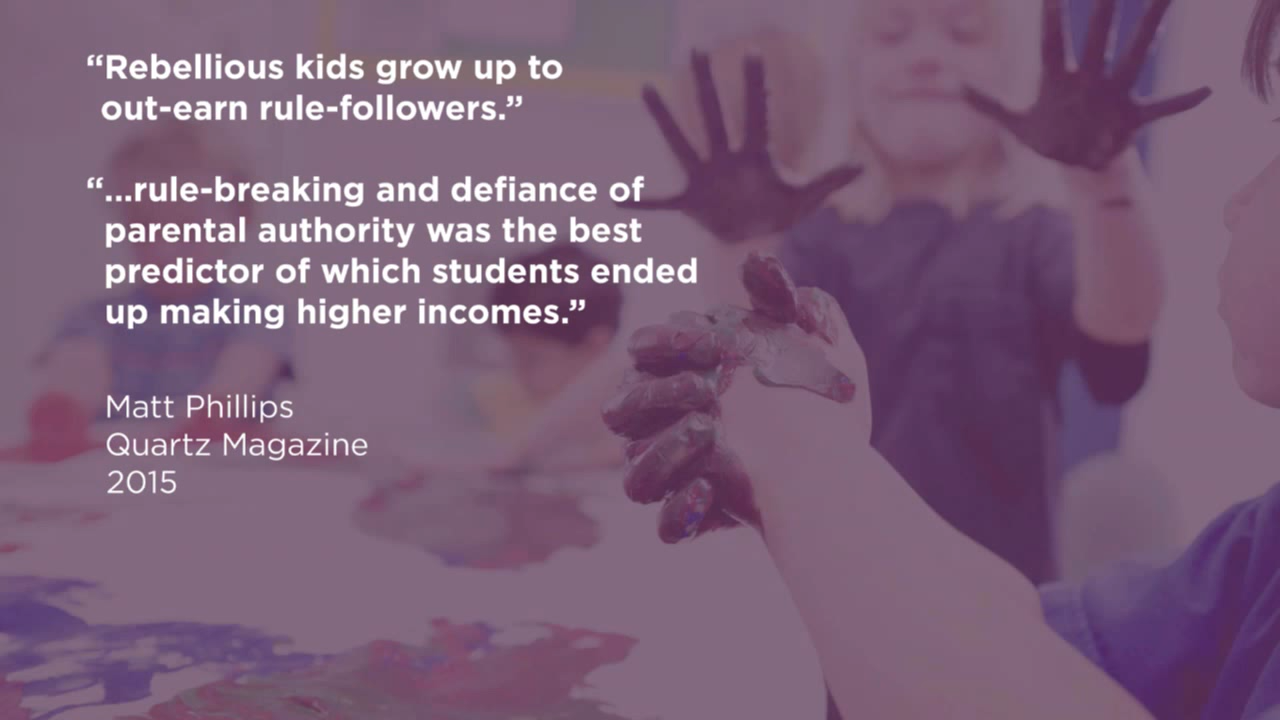 “Rebellious kids grow up to
out-earn rule-followers.”
“...rule-breaking and defiance of
parental authority was the best
predictor of which students ended
up making higher incomes.”
Matt Phillips
Quartz Magazine
2015